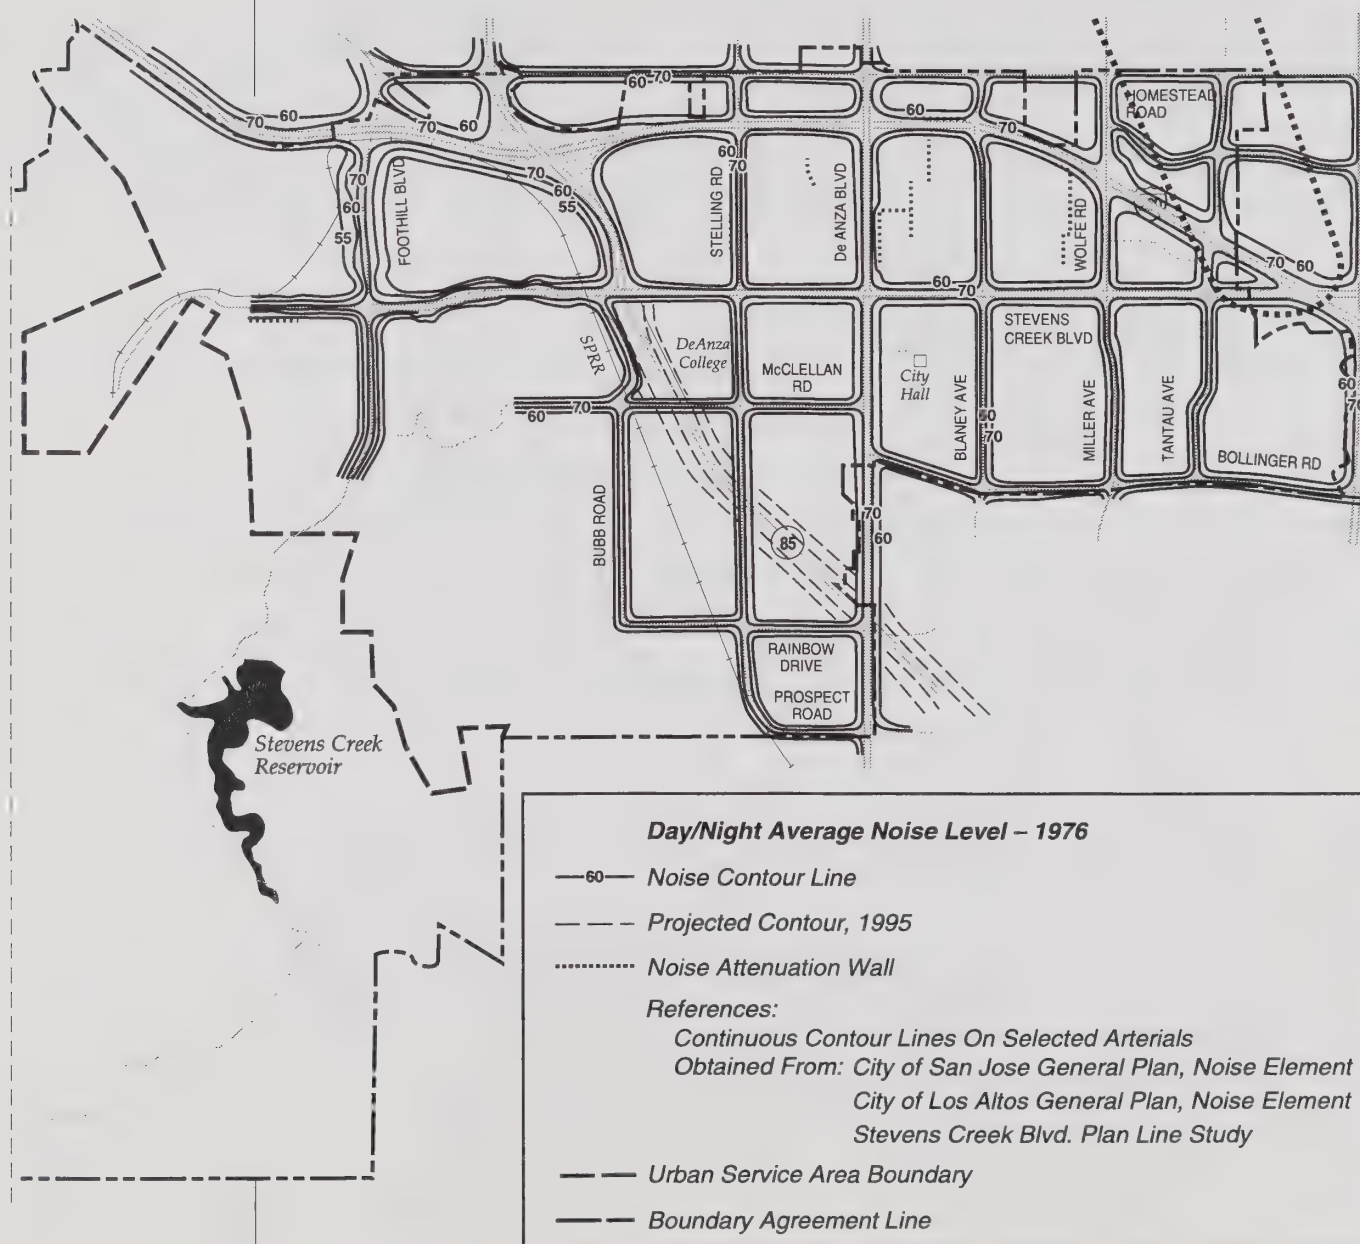 60
70
60
70
60
70
60
70
60
70
HOMESTEAD
ROAD
70
60
55
FOOTHILL BLVD
70
60
55
60
70
STELLING RD
De ANZA BLVD
WOLFE RD
60
70
70
60
SPRR
DeAnza
College
McCLELLAN
RD
City
Hall
STEVENS
CREEK BLVD
BLANEY AVE
60
70
MILLER AVE
TANTAU AVE
BOLLINGER RD
60
70
60
70
BUBB ROAD
85
70
60
RAINBOW
DRIVE
PROSPECT
ROAD
Stevens Creek
Reservoir
Day/Night Average Noise Level – 1976
60 Noise Contour Line
Projected Contour, 1995
Noise Attenuation Wall
References:
Continuous Contour Lines On Selected Arterials
Obtained From: City of San Jose General Plan, Noise Element
City of Los Altos General Plan, Noise Element
Stevens Creek Blvd. Plan Line Study
Urban Service Area Boundary
Boundary Agreement Line